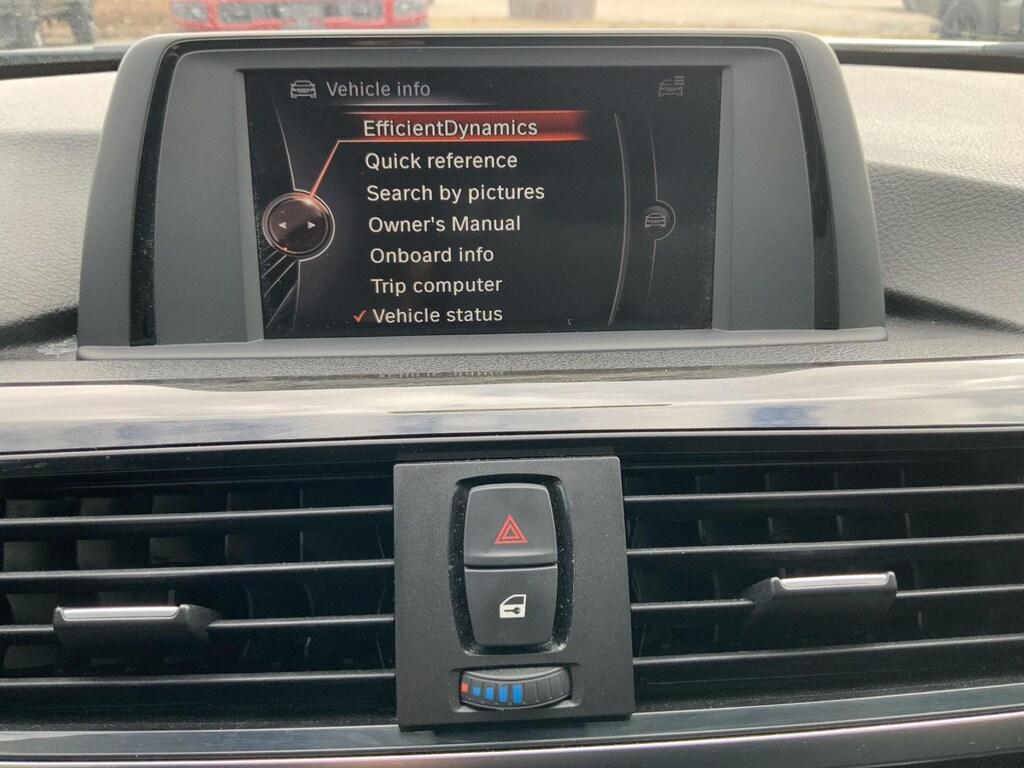 Vehicle info
EfficientDynamics
Quick reference
Search by pictures
Owner's Manual
Onboard info
Trip computer
Vehicle status